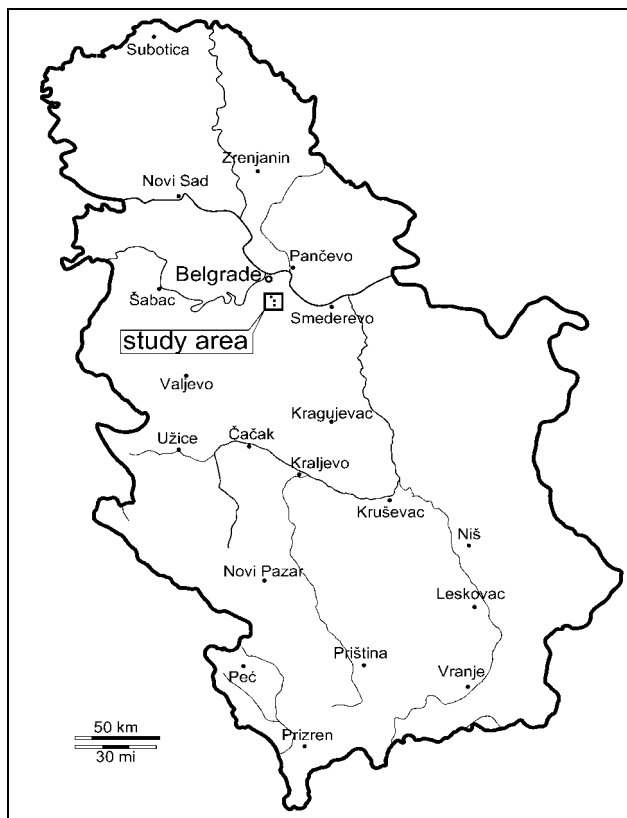 Subotica
Zrenjanin
Novi Sad
Pančevo
Belgrade
Šabac
Smederevo
study area
Valjevo
Kragujevac
Užice
Čačak
Kraljevo
Kruševac
Niš
Novi Pazar
Leskovac
Priština
Peć
Vranje
50 km
30 mi
Prizren